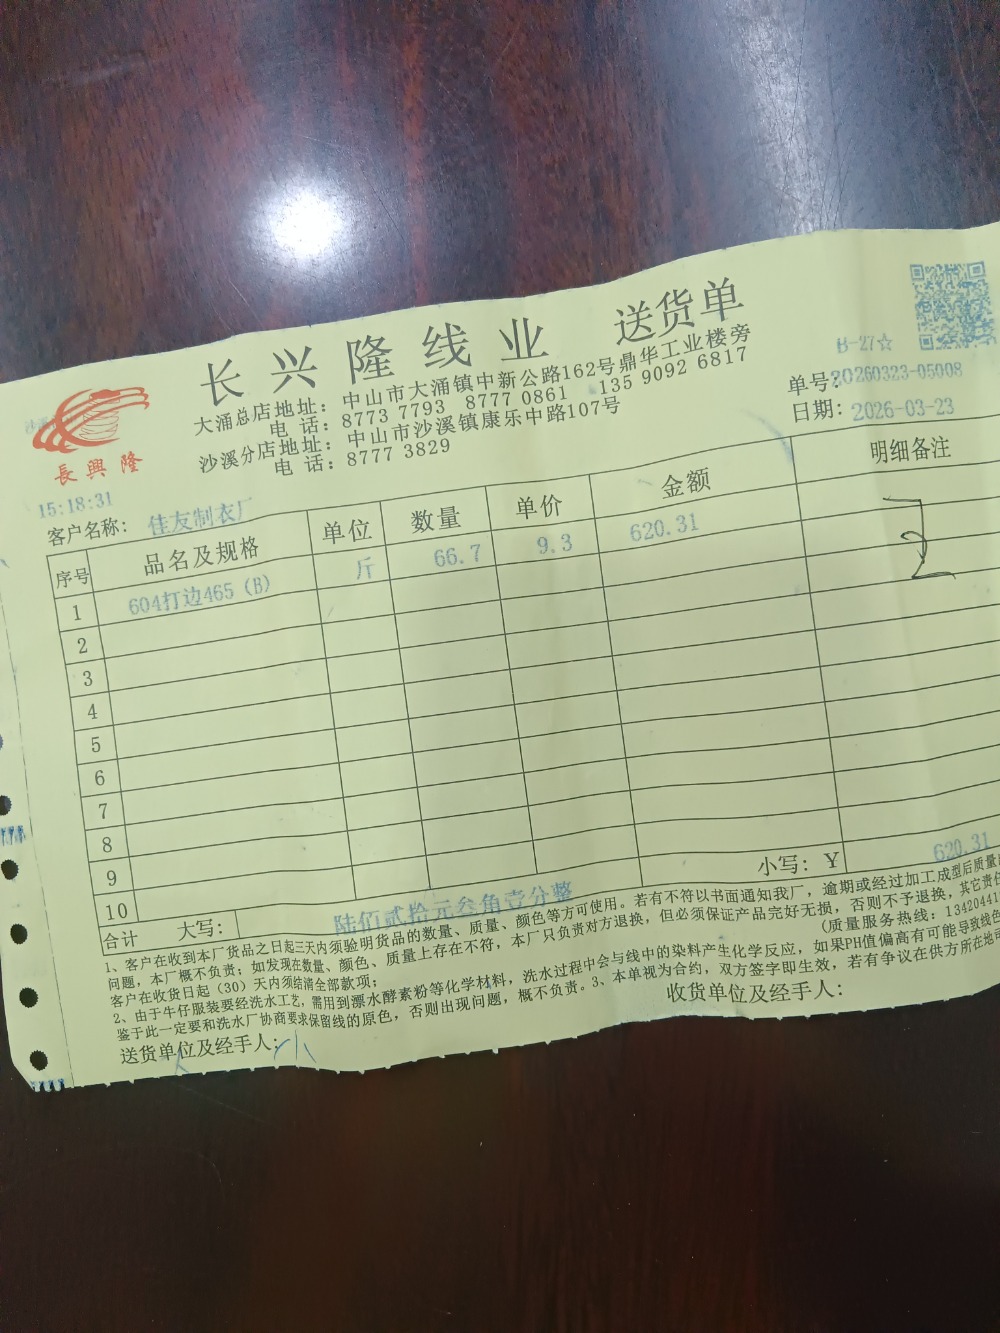 长兴隆线业 送货单
大涌总店地址：中山市大涌镇中新公路162号鼎华工业楼旁
电话：8773 7793 8777 0861 135 9092 6817
沙溪分店地址：中山市沙溪镇康乐中路107号
电话：8777 3829
長興隆
B-27☆
单号：20260323-05008
日期：2026-03-23
15:18:31
客户名称：佳友制衣厂
序号 品名及规格 单位 数量 单价 金额 明细备注
1 604打边465（B） 斤 66.7 9.3 620.31
2
3
4
5
6
7
8
9
10
合计 大写：陆佰贰拾元叁角壹分整 小写：￥620.31
1、客户在收到本厂货品之日起三天内须验明货品的数量、质量、颜色等方可使用。若有不符以书面通知我厂，逾期或经过加工成型后质量
问题，本厂概不负责；如发现在数量、颜色、质量上存在不符，本厂只负责对方退换，但必须保证产品完好无损，否则不予退换，其它责任
客户在收货日起（30）天内须结清全部款项；
(质量服务热线：13420441
2、由于牛仔服装要经洗水工艺，需用到漂水酵素粉等化学材料，洗水过程中会与线中的染料产生化学反应，如果PH值偏高有可能导致线色
鉴于此一定要和洗水厂协商要求保留线的原色，否则出现问题，概不负责。3、本单视为合约，双方签字即生效，若有争议在供方所在地
送货单位及经手人： 收货单位及经手人：